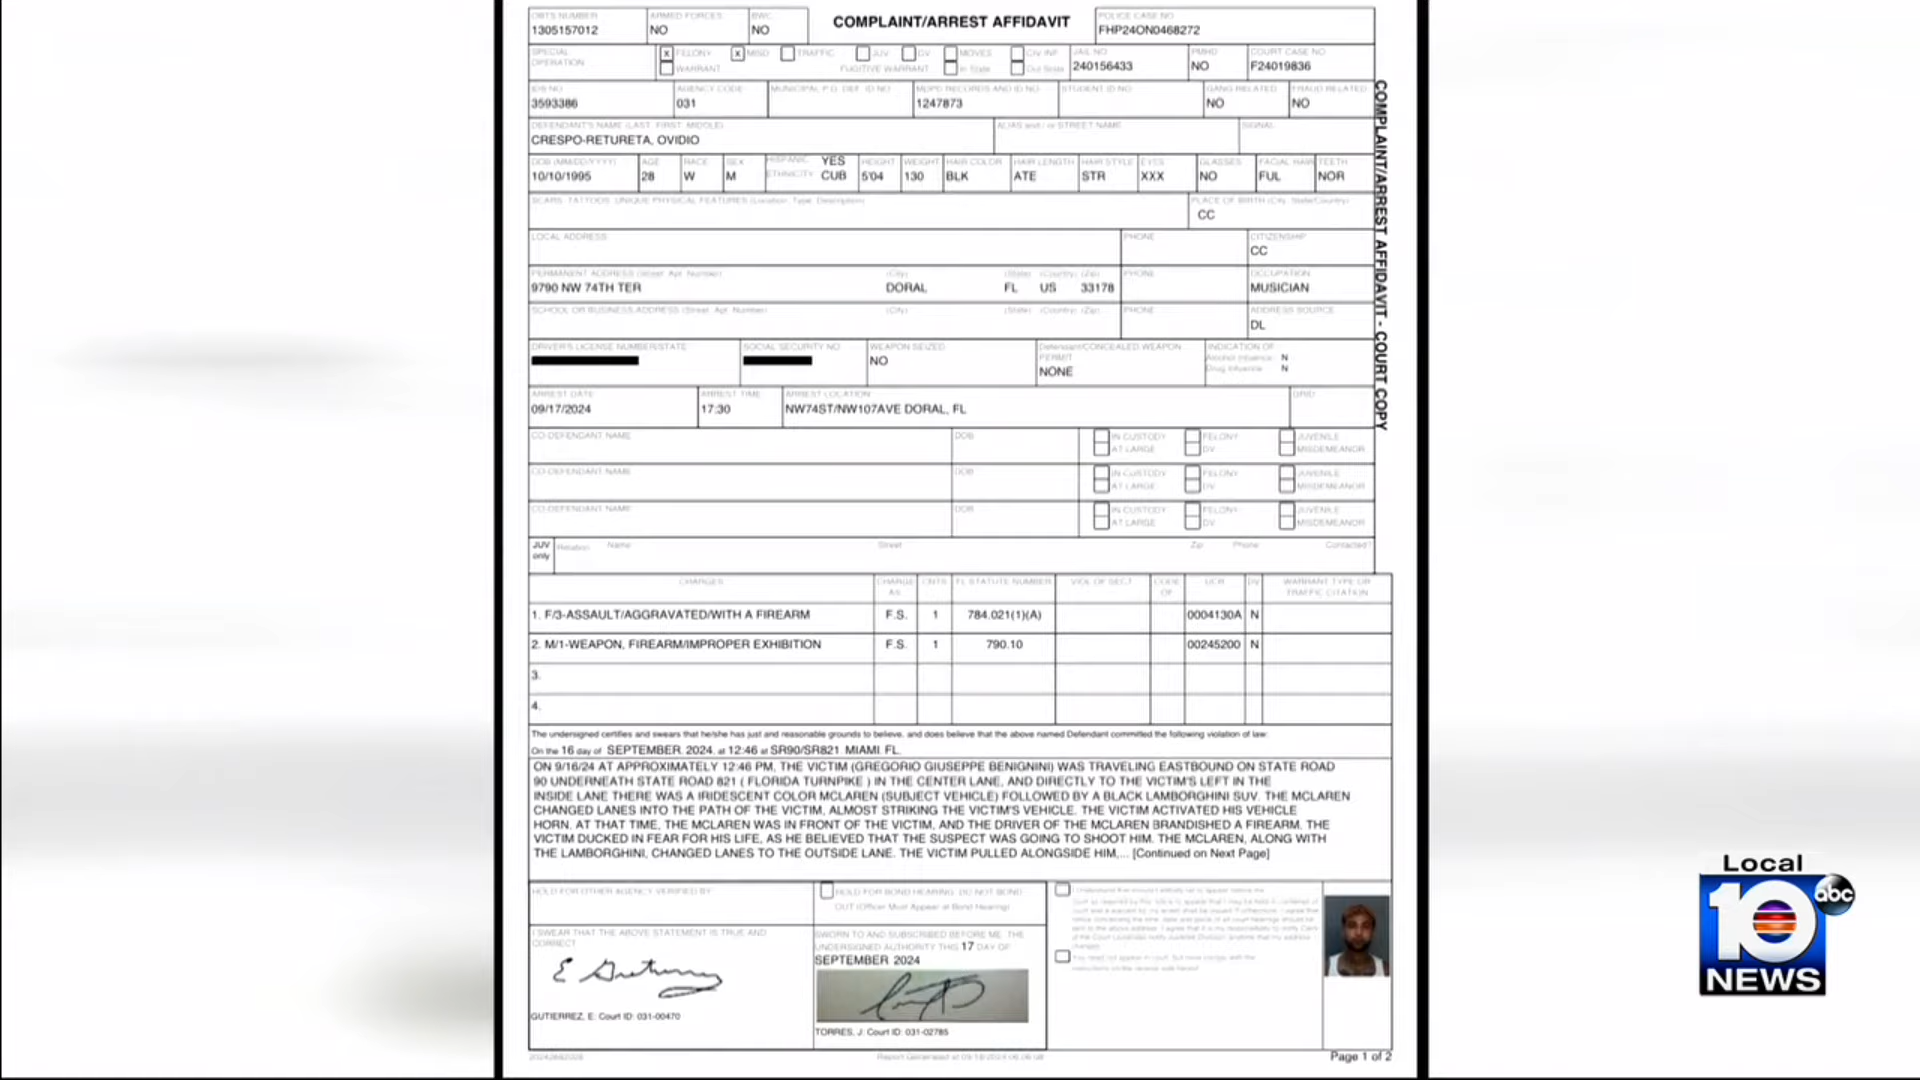 OBTS NUMBER ARMED FORCES BWC COMPLAINT/ARREST AFFIDAVIT POLICE CASE NO
1305157012 NO NO FHP24ON0468272
SPECIAL OPERATION x FELONY x MISD TRAFFIC JUV DV MOVES CIV INF JAIL NO PMHD COURT CASE NO
WARRANT FUGITIVE WARRANT In State Out State 240156433 NO F24019836
IDS NO AGENCY CODE MUNICIPAL P.D. DEF. ID NO MDPD RECORDS AND ID NO STUDENT ID NO GANG RELATED FRAUD RELATED
3593386 031 1247873 NO NO
DEFENDANT'S NAME (LAST, FIRST, MIDDLE) ALIAS and / or STREET NAME SIGNAL
CRESPO-RETURETA, OVIDIO
DOB (MM/DD/YYYY) AGE RACE SEX HISPANIC YES HEIGHT WEIGHT HAIR COLOR HAIR LENGTH HAIR STYLE EYES GLASSES FACIAL HAIR TEETH
10/10/1995 28 W M ETHNICITY CUB 5'04 130 BLK ATE STR XXX NO FUL NOR
SCARS, TATTOOS, UNIQUE PHYSICAL FEATURES (Location, Type, Description) PLACE OF BIRTH (City, State/Country)
CC
LOCAL ADDRESS PHONE CITIZENSHIP
CC
PERMANENT ADDRESS (Street, Apt. Number) (City) (State) (Country) (Zip) PHONE OCCUPATION
9790 NW 74TH TER DORAL FL US 33178 MUSICIAN
SCHOOL OR BUSINESS ADDRESS (Street, Apt. Number) (City) (State) (Country) (Zip) PHONE ADDRESS SOURCE
DL
DRIVER'S LICENSE NUMBER/STATE SOCIAL SECURITY NO WEAPON SEIZED Defendant/CONCEALED WEAPON PERMIT INDICATION OF
NO NONE Alcohol Influence N
Drug Influence N
ARREST DATE ARREST TIME ARREST LOCATION GRID
09/17/2024 17:30 NW74ST/NW107AVE DORAL, FL
CO-DEFENDANT NAME DOB IN CUSTODY FELONY JUVENILE
AT LARGE DV MISDEMEANOR
CO-DEFENDANT NAME DOB IN CUSTODY FELONY JUVENILE
AT LARGE DV MISDEMEANOR
CO-DEFENDANT NAME DOB IN CUSTODY FELONY JUVENILE
AT LARGE DV MISDEMEANOR
JUV only Relation Name Street Zip Phone Contacted?
CHARGES CHARGE AS CNTS FL STATUTE NUMBER VIOL OF SECT CODE OF UCR DV WARRANT TYPE OR TRAFFIC CITATION
1. F/3-ASSAULT/AGGRAVATED/WITH A FIREARM F.S. 1 784.021(1)(A) 0004130A N
2. M/1-WEAPON, FIREARM/IMPROPER EXHIBITION F.S. 1 790.10 00245200 N
3.
4.
The undersigned certifies and swears that he/she has just and reasonable grounds to believe, and does believe that the above named Defendant committed the following violation of law:
On the 16 day of SEPTEMBER, 2024, at 12:46 at SR90/SR821, MIAMI, FL.
ON 9/16/24 AT APPROXIMATELY 12:46 PM, THE VICTIM (GREGORIO GIUSEPPE BENIGNINI) WAS TRAVELING EASTBOUND ON STATE ROAD
90 UNDERNEATH STATE ROAD 821 ( FLORIDA TURNPIKE ) IN THE CENTER LANE, AND DIRECTLY TO THE VICTIM'S LEFT IN THE
INSIDE LANE THERE WAS A IRIDESCENT COLOR MCLAREN (SUBJECT VEHICLE) FOLLOWED BY A BLACK LAMBORGHINI SUV. THE MCLAREN
CHANGED LANES INTO THE PATH OF THE VICTIM, ALMOST STRIKING THE VICTIM'S VEHICLE. THE VICTIM ACTIVATED HIS VEHICLE
HORN, AT THAT TIME, THE MCLAREN WAS IN FRONT OF THE VICTIM, AND THE DRIVER OF THE MCLAREN BRANDISHED A FIREARM. THE
VICTIM DUCKED IN FEAR FOR HIS LIFE, AS HE BELIEVED THAT THE SUSPECT WAS GOING TO SHOOT HIM. THE MCLAREN, ALONG WITH
THE LAMBORGHINI, CHANGED LANES TO THE OUTSIDE LANE. THE VICTIM PULLED ALONGSIDE HIM,... [Continued on Next Page]
HOLD FOR OTHER AGENCY VERIFIED BY HOLD FOR BOND HEARING, DO NOT BOND
OUT (Officer Must Appear at Bond Hearing)
I SWEAR THAT THE ABOVE STATEMENT IS TRUE AND CORRECT
SWORN TO AND SUBSCRIBED BEFORE ME, THE
UNDERSIGNED AUTHORITY THIS 17 DAY OF
SEPTEMBER 2024
GUTIERREZ, E: Court ID: 031-00470
TORRES, J: Court ID: 031-02785
Page 1 of 2
COMPLAINT/ARREST AFFIDAVIT - COURT COPY
Local
10 abc
NEWS